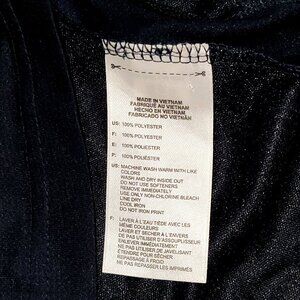 MADE IN VIETNAM
FABRIQUÉ AU VIETNAM
HECHO EN VIETNAM
FABRICADO NO VIETNÃ
US: 100% POLYESTER
F: 100% POLYESTER
E: 100% POLIÉSTER
P: 100% POLIÉSTER
US: MACHINE WASH WARM WITH LIKE
COLORS
WASH AND DRY INSIDE OUT
DO NOT USE SOFTENERS
REMOVE IMMEDIATELY
USE ONLY NON-CHLORINE BLEACH
LINE DRY
COOL IRON
DO NOT IRON PRINT
F: LAVER À L'EAU TIÈDE AVEC LES
MÊME COULEURS
LAVER ET SÉCHER À L'ENVERS
DE PAS UTILISER D'ASSOUPLISSEUR
ENLEVER IMMÉDIATEMENT
NE PAS UTILISER DE JAVELLISANT
ÉTENDRE POUR SÉCHER
REPASSAGE À FROID
NE PAS REPASSER LES IMPRIMÉS